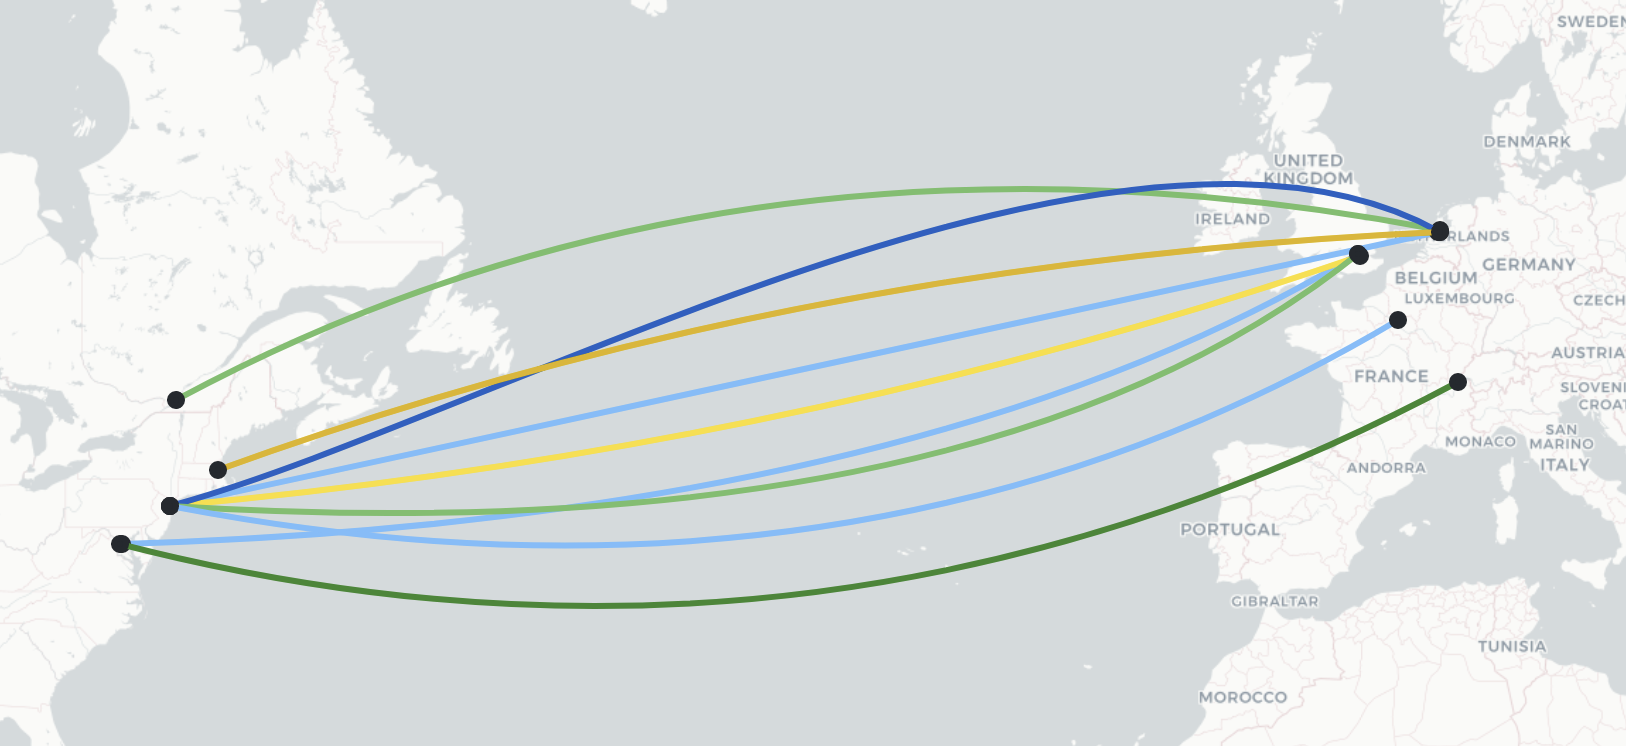 SWEDEN
DENMARK
UNITED
KINGDOM
IRELAND
RLANDS
GERMANY
BELGIUM
LUXEMBOURG
CZECH
AUSTRIA
FRANCE
SLOVENI
CROAT
SAN
MARINO
MONACO
ITALY
ANDORRA
PORTUGAL
GIBRALTAR
TUNISIA
MOROCCO